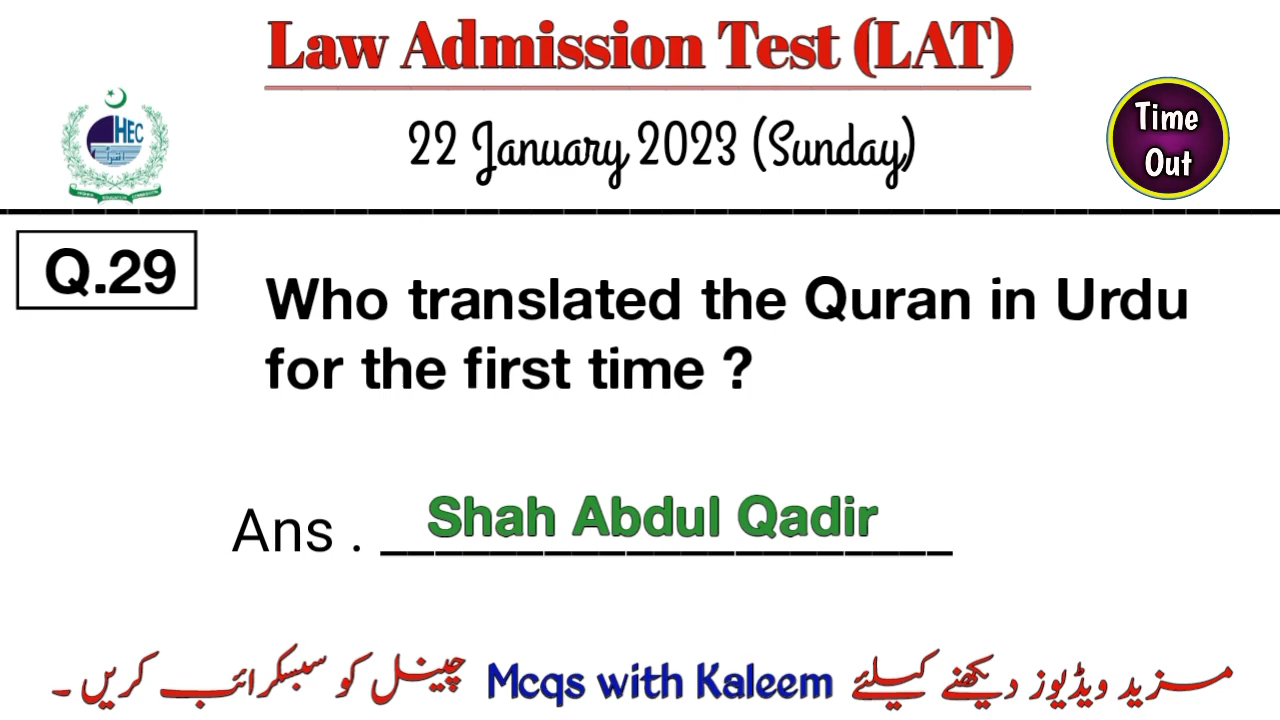 Law Admission Test (LAT)
HEC
22 January 2023 (Sunday)
Time
Out
Q.29
Who translated the Quran in Urdu
for the first time ?
Ans . Shah Abdul Qadir
مزید ویڈیوز دیکھنے کیلئے Mcqs with Kaleem چینل کو سبسکرائب کریں ۔